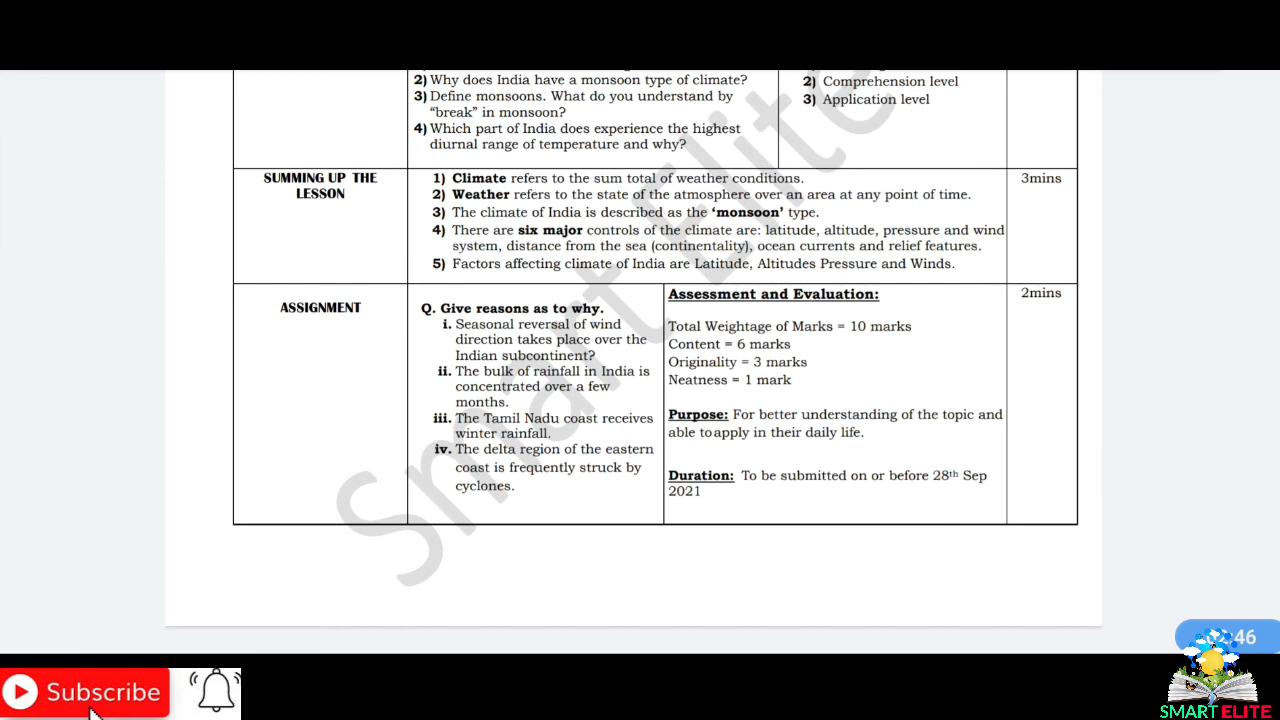 2) Why does India have a monsoon type of climate?
3) Define monsoons. What do you understand by
“break” in monsoon?
4) Which part of India does experience the highest
diurnal range of temperature and why?
2) Comprehension level
3) Application level
SUMMING UP THE
LESSON
1) Climate refers to the sum total of weather conditions.
2) Weather refers to the state of the atmosphere over an area at any point of time.
3) The climate of India is described as the ‘monsoon’ type.
4) There are six major controls of the climate are: latitude, altitude, pressure and wind
system, distance from the sea (continentality), ocean currents and relief features.
5) Factors affecting climate of India are Latitude, Altitudes Pressure and Winds.
3mins
ASSIGNMENT
Q. Give reasons as to why.
i. Seasonal reversal of wind
direction takes place over the
Indian subcontinent?
ii. The bulk of rainfall in India is
concentrated over a few
months.
iii. The Tamil Nadu coast receives
winter rainfall.
iv. The delta region of the eastern
coast is frequently struck by
cyclones.
Assessment and Evaluation:
Total Weightage of Marks = 10 marks
Content = 6 marks
Originality = 3 marks
Neatness = 1 mark
Purpose: For better understanding of the topic and
able to apply in their daily life.
Duration: To be submitted on or before 28th Sep
2021
2mins
Smart Elite
:46
Subscribe
SMART ELITE